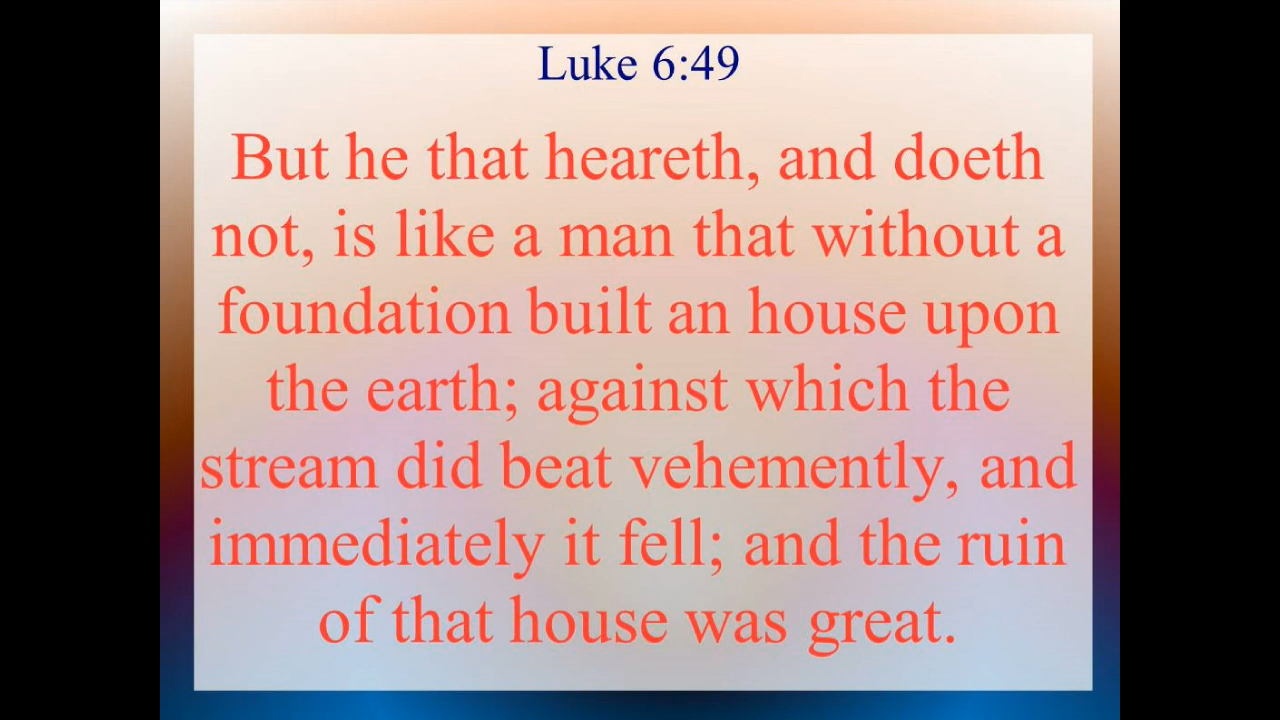 Luke 6:49
But he that heareth, and doeth
not, is like a man that without a
foundation built an house upon
the earth; against which the
stream did beat vehemently, and
immediately it fell; and the ruin
of that house was great.